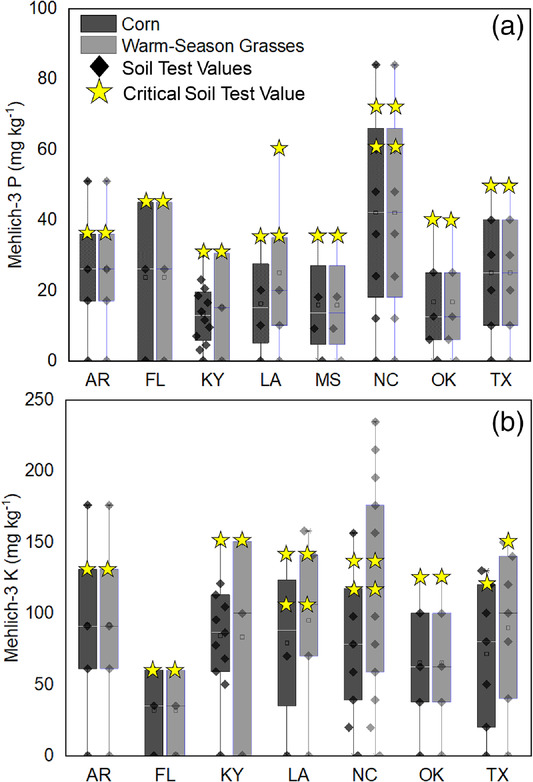 100
(a)
Corn
Warm-Season Grasses
Soil Test Values
Critical Soil Test Value
80
60
40
20
0
Mehlich-3 P (mg kg⁻¹)
AR FL KY LA MS NC OK TX
250
(b)
200
150
100
50
0
Mehlich-3 K (mg kg⁻¹)
AR FL KY LA NC OK TX